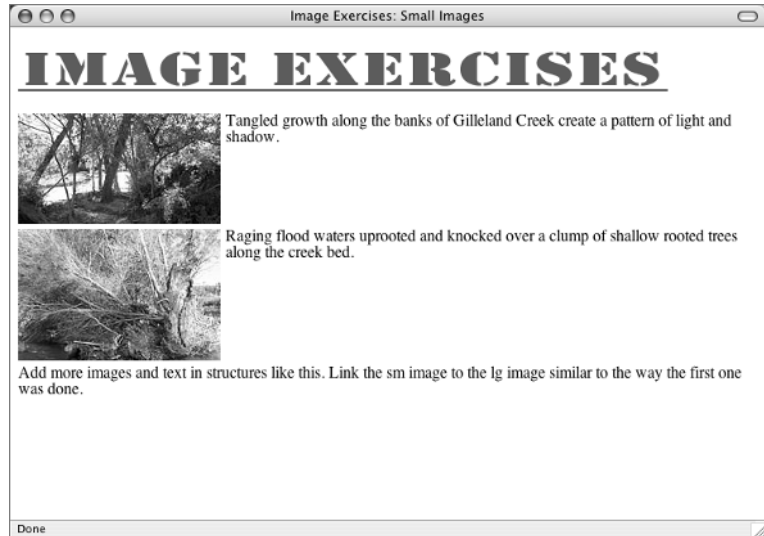 Image Exercises: Small Images
IMAGE EXERCISES
Tangled growth along the banks of Gilleland Creek create a pattern of light and
shadow.
Raging flood waters uprooted and knocked over a clump of shallow rooted trees
along the creek bed.
Add more images and text in structures like this. Link the sm image to the lg image similar to the way the first one
was done.
Done